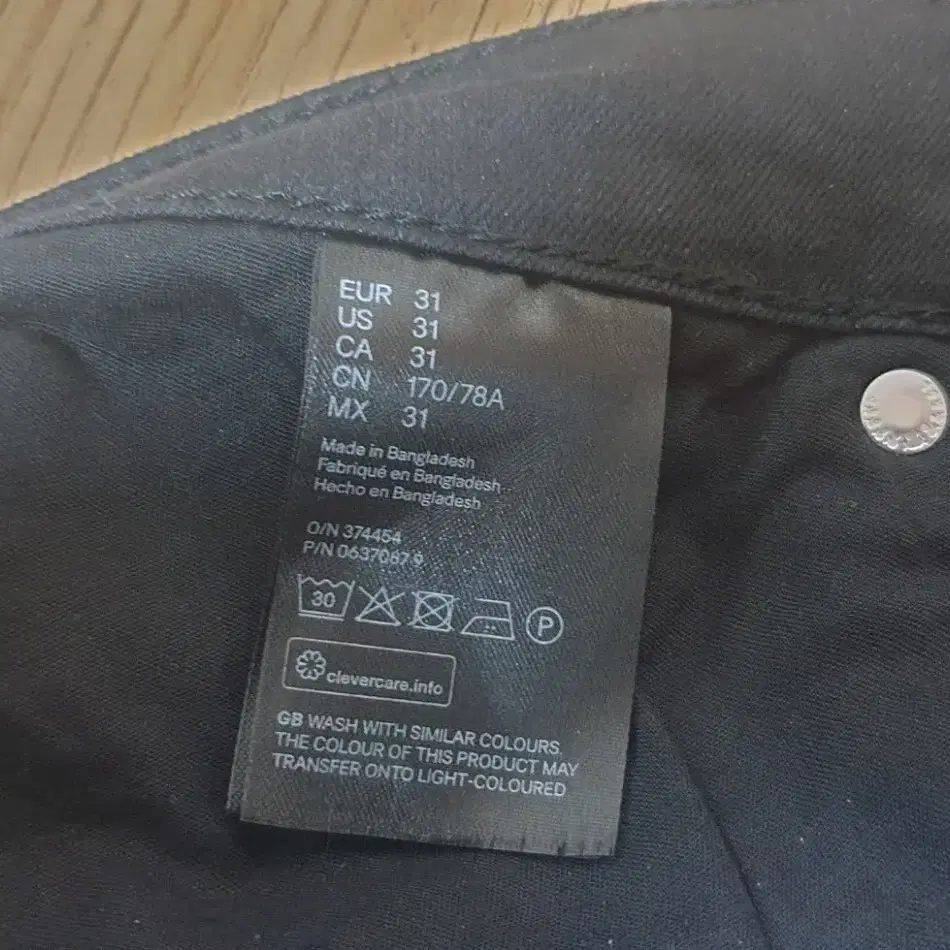 EUR 31
US 31
CA 31
CN 170/78A
MX 31
Made in Bangladesh
Fabriqué en Bangladesh
Hecho en Bangladesh
O/N 374454
P/N 0637067 9
30
P
clevercare.info
GB WASH WITH SIMILAR COLOURS.
THE COLOUR OF THIS PRODUCT MAY
TRANSFER ONTO LIGHT-COLOURED